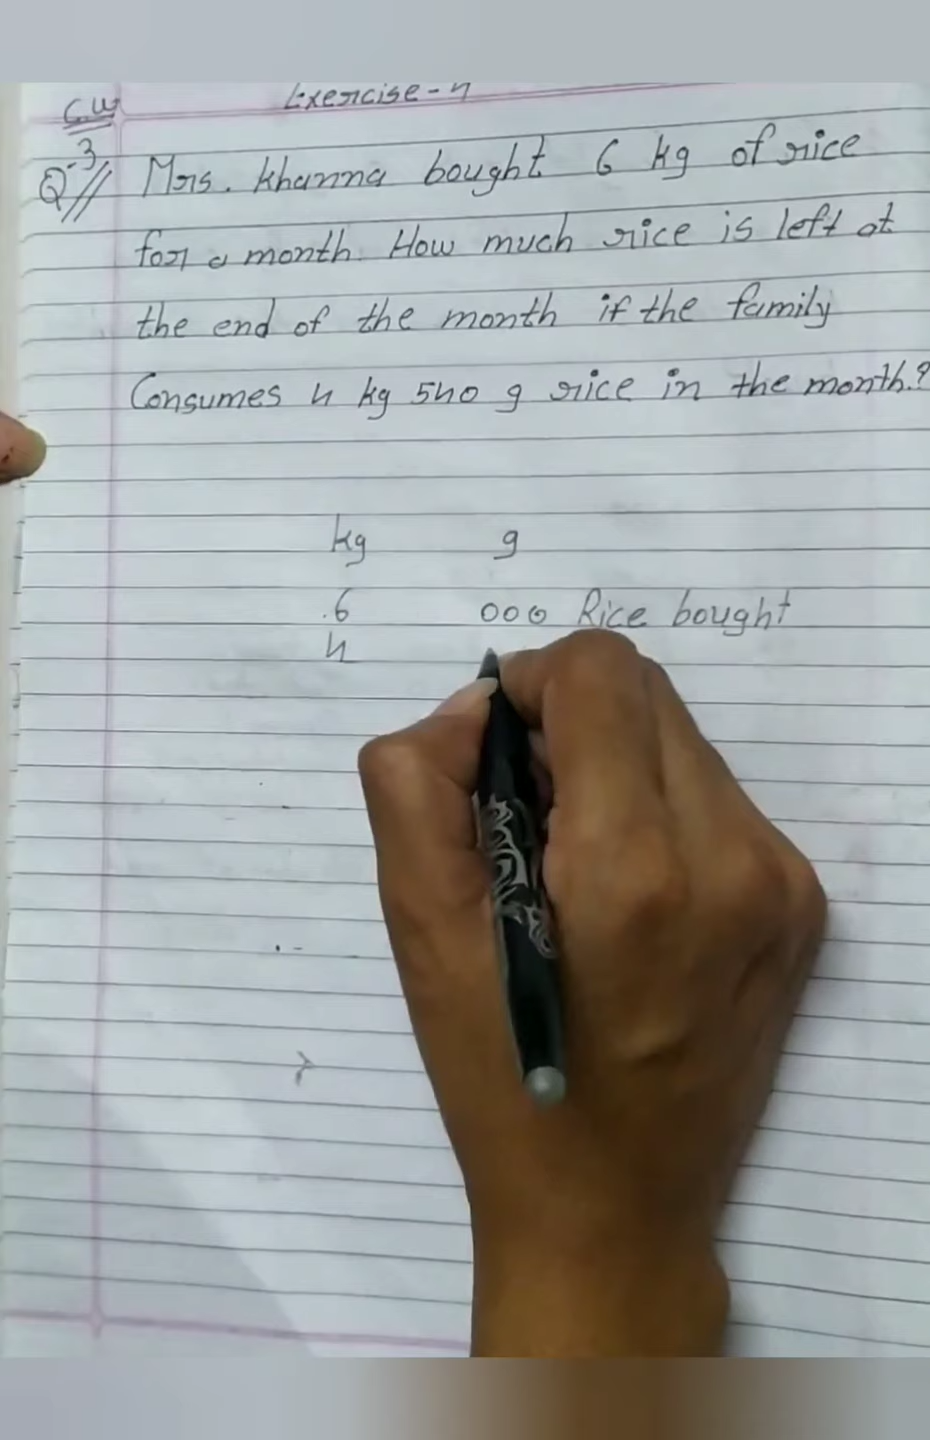 C.W Exercise-4
Q-3 Mrs. Khanna bought 6 kg of rice
for a month. How much rice is left at
the end of the month if the family
Consumes 4 kg 540 g rice in the month.?
kg g
6 000 Rice bought
4